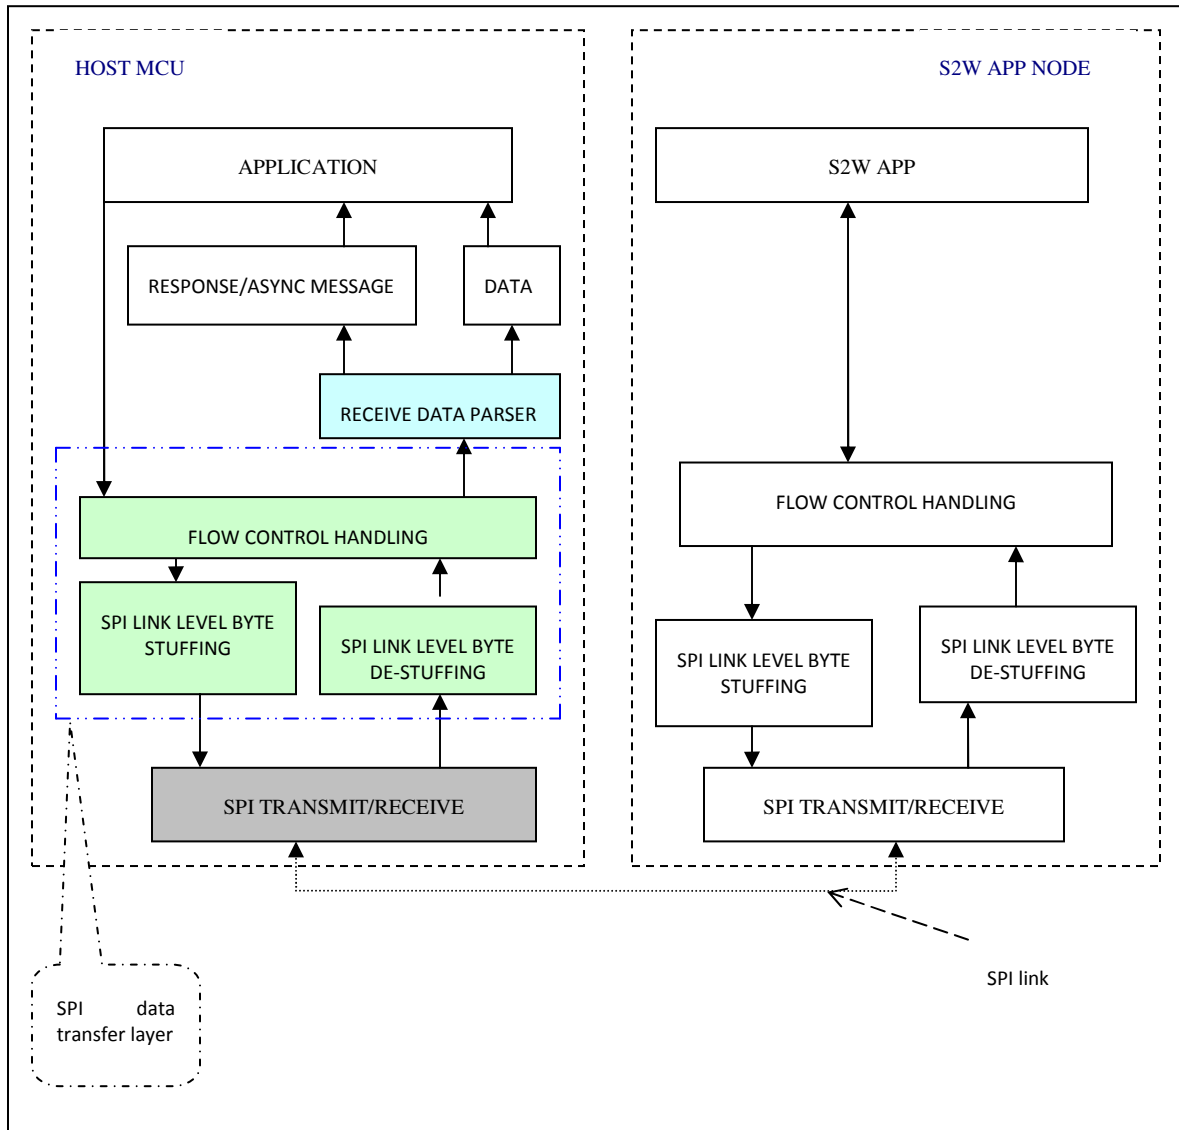 HOST MCU
APPLICATION
RESPONSE/ASYNC MESSAGE
DATA
RECEIVE DATA PARSER
FLOW CONTROL HANDLING
SPI LINK LEVEL BYTE
STUFFING
SPI LINK LEVEL BYTE
DE-STUFFING
SPI TRANSMIT/RECEIVE
SPI data
transfer layer
S2W APP NODE
S2W APP
FLOW CONTROL HANDLING
SPI LINK LEVEL BYTE
STUFFING
SPI LINK LEVEL BYTE
DE-STUFFING
SPI TRANSMIT/RECEIVE
SPI link